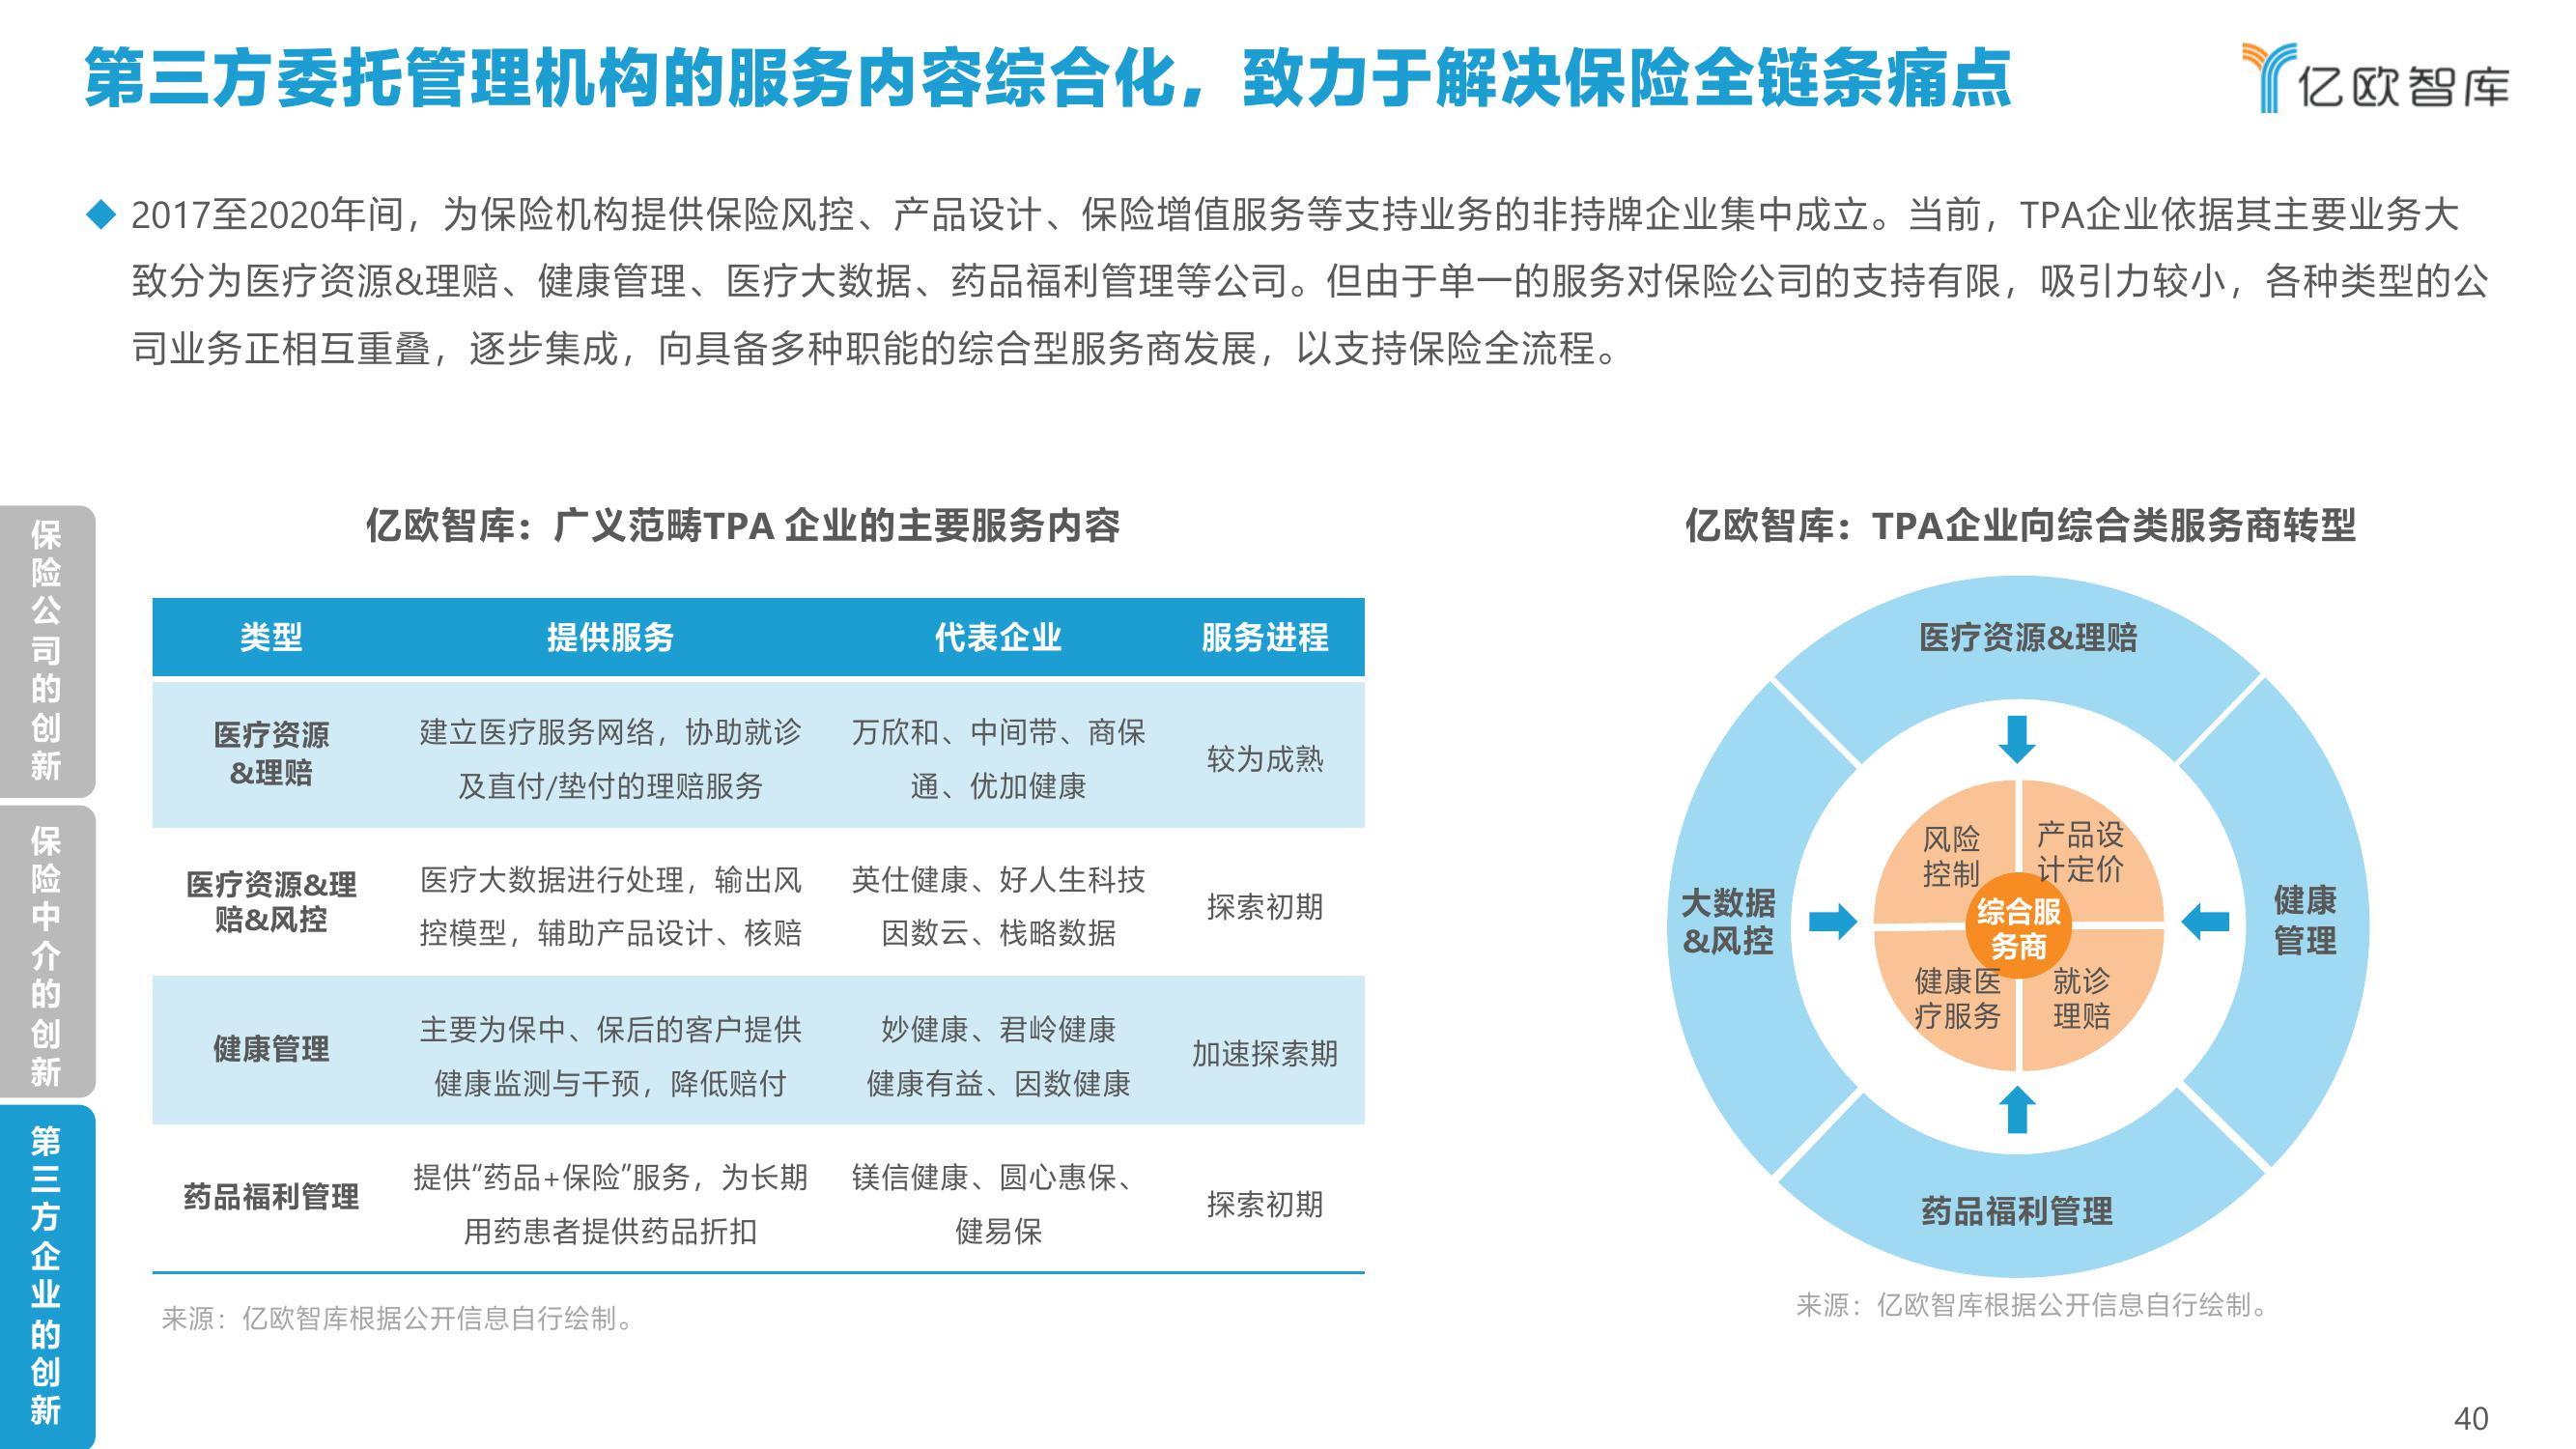 第三方委托管理机构的服务内容综合化，致力于解决保险全链条痛点
亿欧智库
2017至2020年间，为保险机构提供保险风控、产品设计、保险增值服务等支持业务的非持牌企业集中成立。当前，TPA企业依据其主要业务大
致分为医疗资源&理赔、健康管理、医疗大数据、药品福利管理等公司。但由于单一的服务对保险公司的支持有限，吸引力较小，各种类型的公
司业务正相互重叠，逐步集成，向具备多种职能的综合型服务商发展，以支持保险全流程。
保险公司的创新
保险中介的创新
第三方企业的创新
亿欧智库：广义范畴TPA 企业的主要服务内容
类型 提供服务 代表企业 服务进程
医疗资源
&理赔
建立医疗服务网络，协助就诊
及直付/垫付的理赔服务
万欣和、中间带、商保
通、优加健康
较为成熟
医疗资源&理
赔&风控
医疗大数据进行处理，输出风
控模型，辅助产品设计、核赔
英仕健康、好人生科技
因数云、栈略数据
探索初期
健康管理
主要为保中、保后的客户提供
健康监测与干预，降低赔付
妙健康、君岭健康
健康有益、因数健康
加速探索期
药品福利管理
提供“药品+保险”服务，为长期
用药患者提供药品折扣
镁信健康、圆心惠保、
健易保
探索初期
来源：亿欧智库根据公开信息自行绘制。
亿欧智库：TPA企业向综合类服务商转型
医疗资源&理赔
大数据
&风控
健康
管理
药品福利管理
风险
控制
产品设
计定价
综合服
务商
健康医
疗服务
就诊
理赔
来源：亿欧智库根据公开信息自行绘制。
40